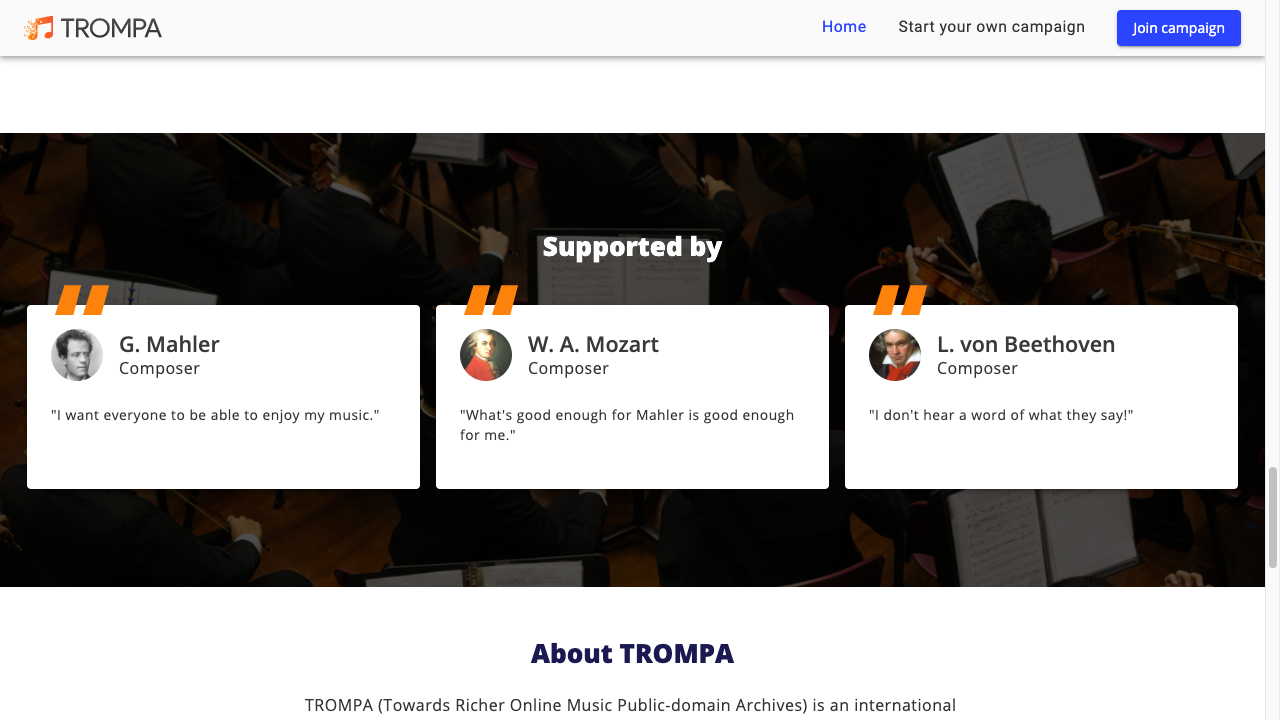 TROMPA
Home
Start your own campaign
Join campaign
Supported by
G. Mahler
Composer
"I want everyone to be able to enjoy my music."
W. A. Mozart
Composer
"What's good enough for Mahler is good enough
for me."
L. von Beethoven
Composer
"I don't hear a word of what they say!"
About TROMPA
TROMPA (Towards Richer Online Music Public-domain Archives) is an international